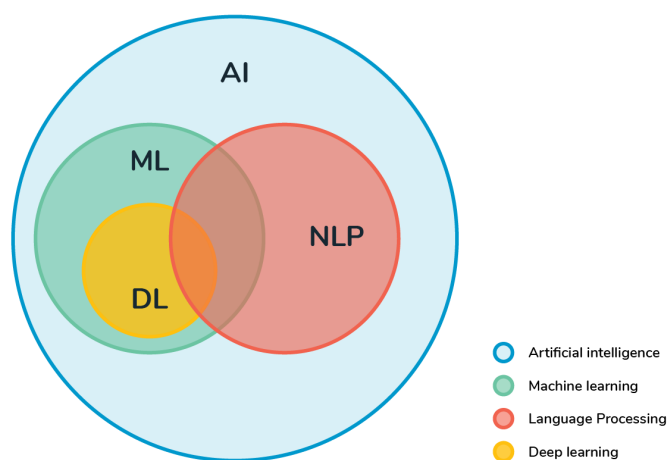 AI
ML
NLP
DL
Artificial intelligence
Machine learning
Language Processing
Deep learning